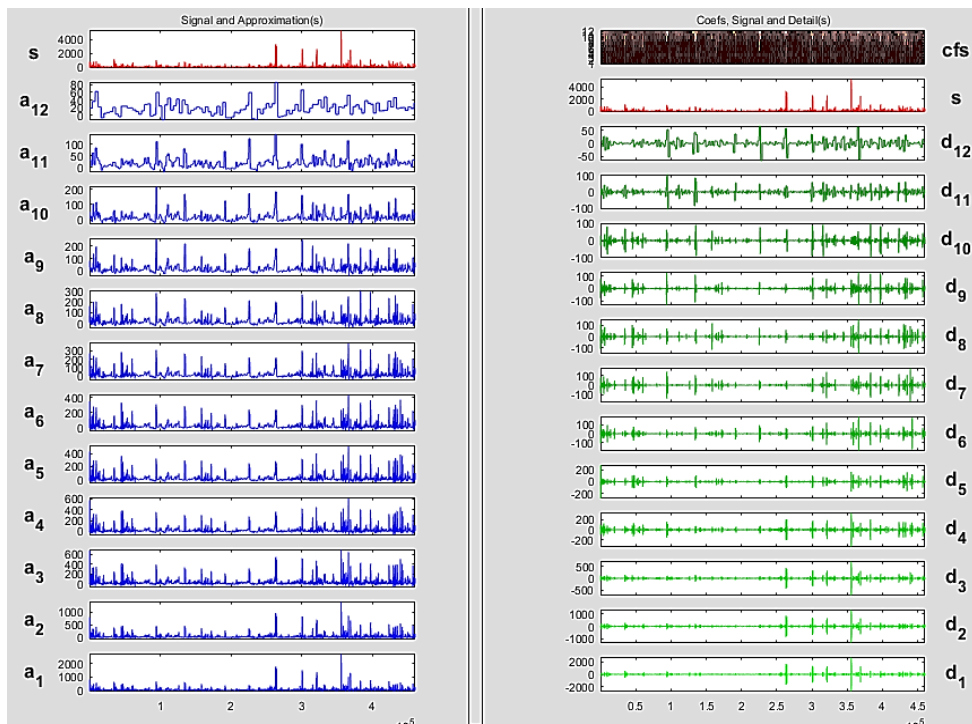 Signal and Approximation(s)
s
4000
2000
0
a12
80
60
40
20
0
a11
100
50
0
a10
200
100
0
a9
200
100
0
a8
300
200
100
0
a7
300
200
100
0
a6
400
200
0
a5
400
200
0
a4
600
400
200
0
a3
600
400
200
0
a2
1000
500
0
a1
2000
1000
0
1 2 3 4
Coefs, Signal and Detail(s)
cfs
4000
2000
0
s
50
0
-50
d12
100
0
-100
d11
100
0
-100
d10
100
0
-100
d9
100
0
-100
d8
100
0
-100
d7
100
0
-100
d6
200
0
-200
d5
200
0
-200
d4
500
0
-500
d3
1000
0
-1000
d2
2000
0
-2000
d1
0.5 1 1.5 2 2.5 3 3.5 4 4.5